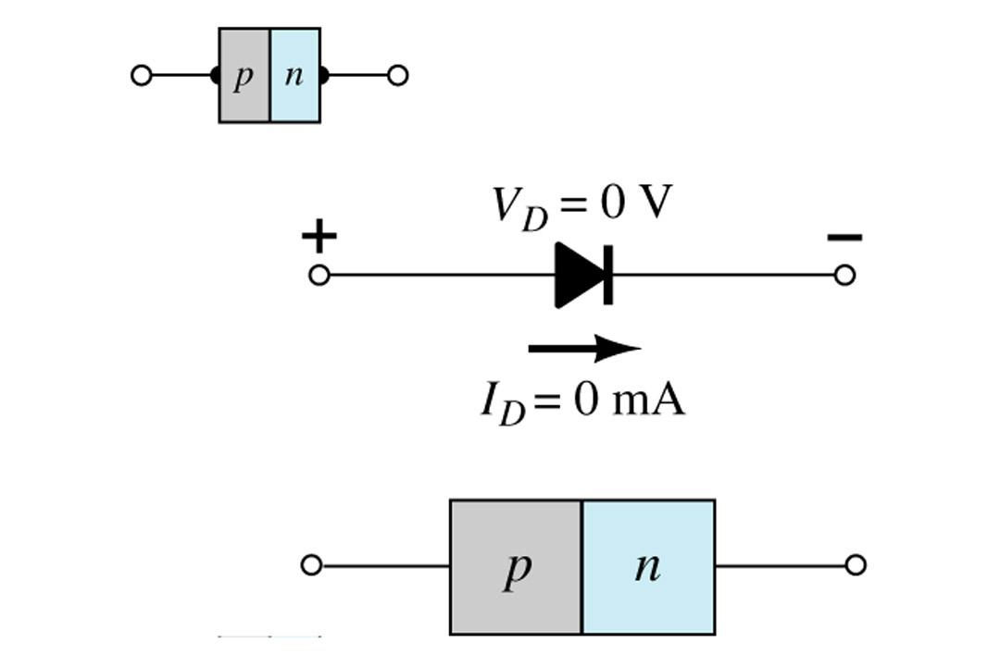 p n
V_D = 0 V
+ −
I_D = 0 mA
p n